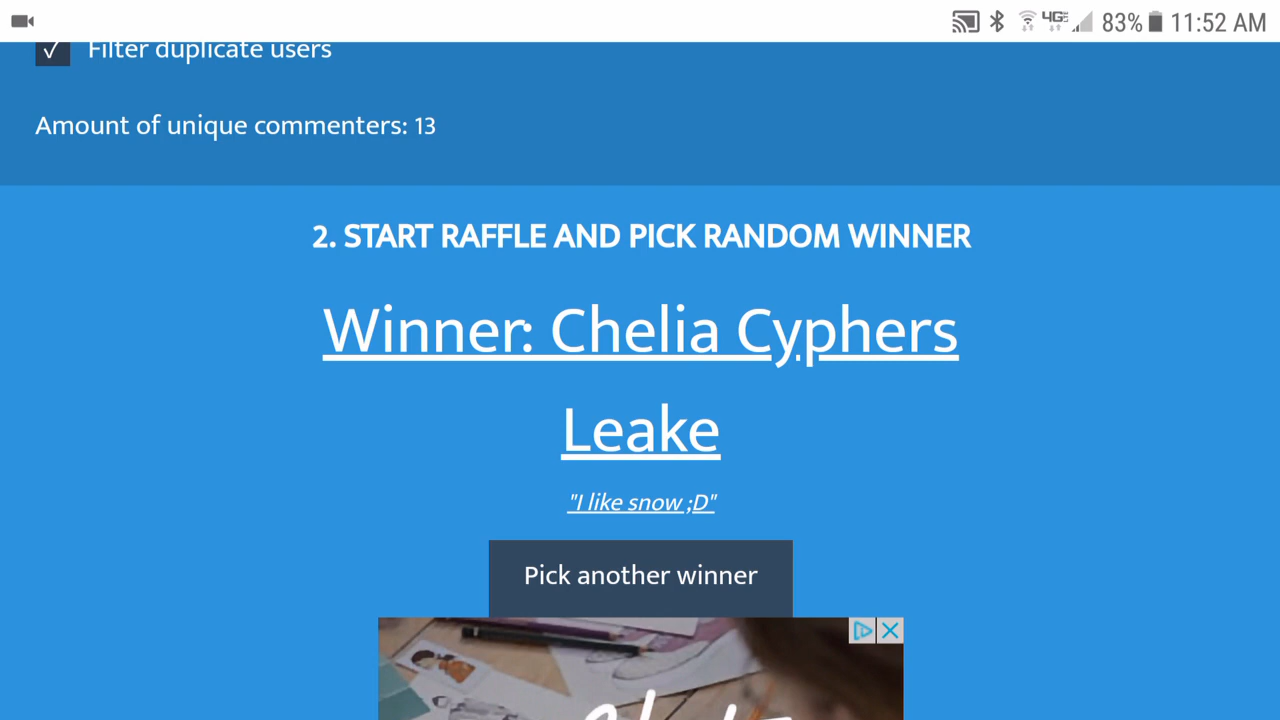 4G 83% 11:52 AM
Filter duplicate users
Amount of unique commenters: 13
2. START RAFFLE AND PICK RANDOM WINNER
Winner: Chelia Cyphers
Leake
"I like snow ;D"
Pick another winner